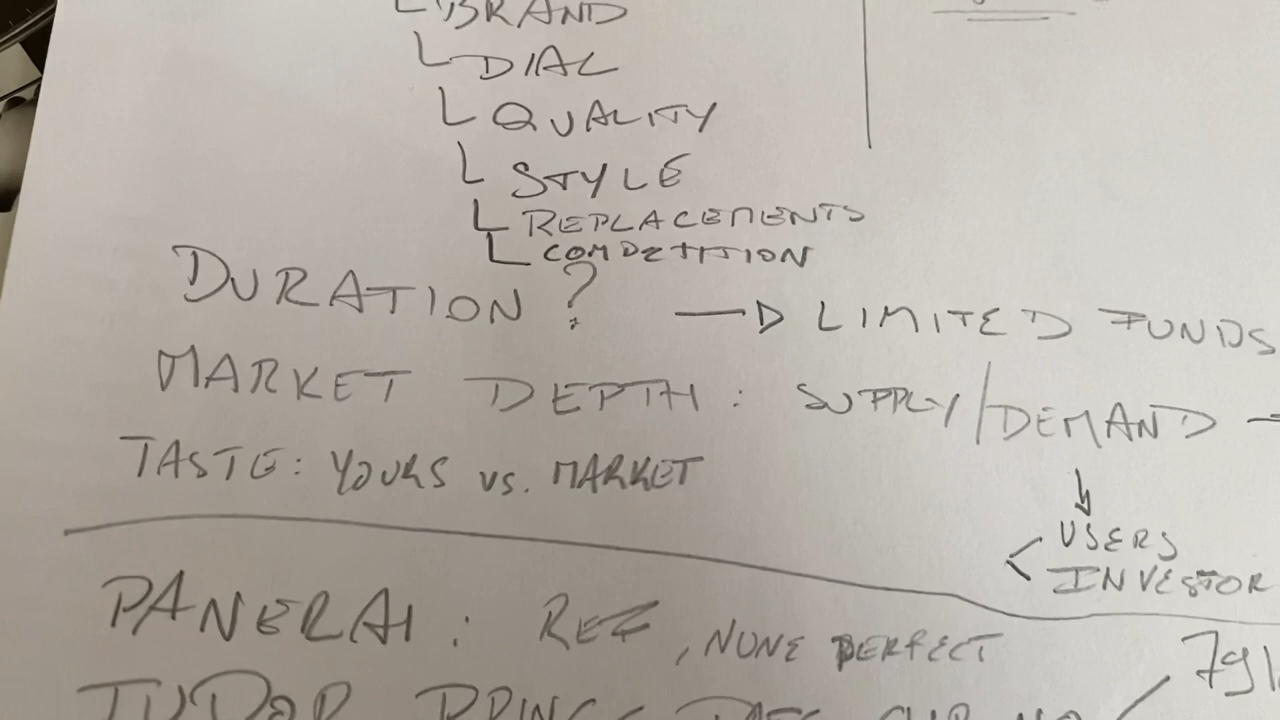 BRAND
DIAL
QUALITY
STYLE
REPLACEMENTS
COMPETITION
DURATION? → LIMITED FUNDS
MARKET DEPTH: SUPPLY/DEMAND
TASTE: YOURS vs. MARKET
↓
USERS
INVESTOR
PANERAI: REF, NONE PERFECT
TUDOR